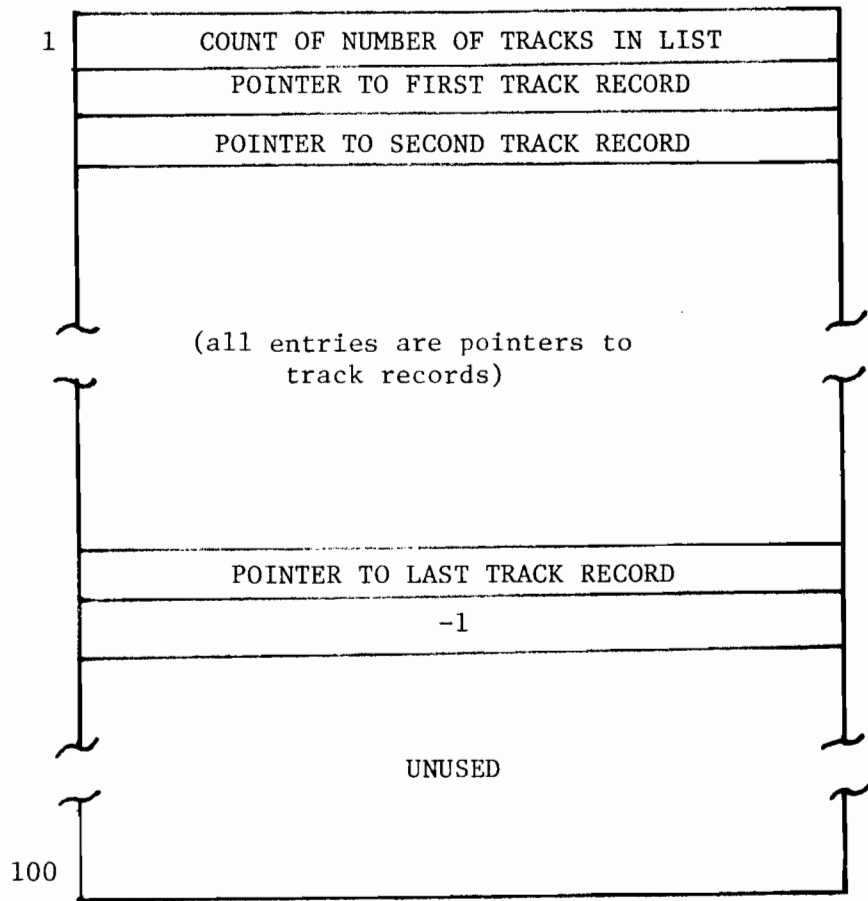 1
COUNT OF NUMBER OF TRACKS IN LIST
POINTER TO FIRST TRACK RECORD
POINTER TO SECOND TRACK RECORD
(all entries are pointers to
track records)
POINTER TO LAST TRACK RECORD
-1
UNUSED
100